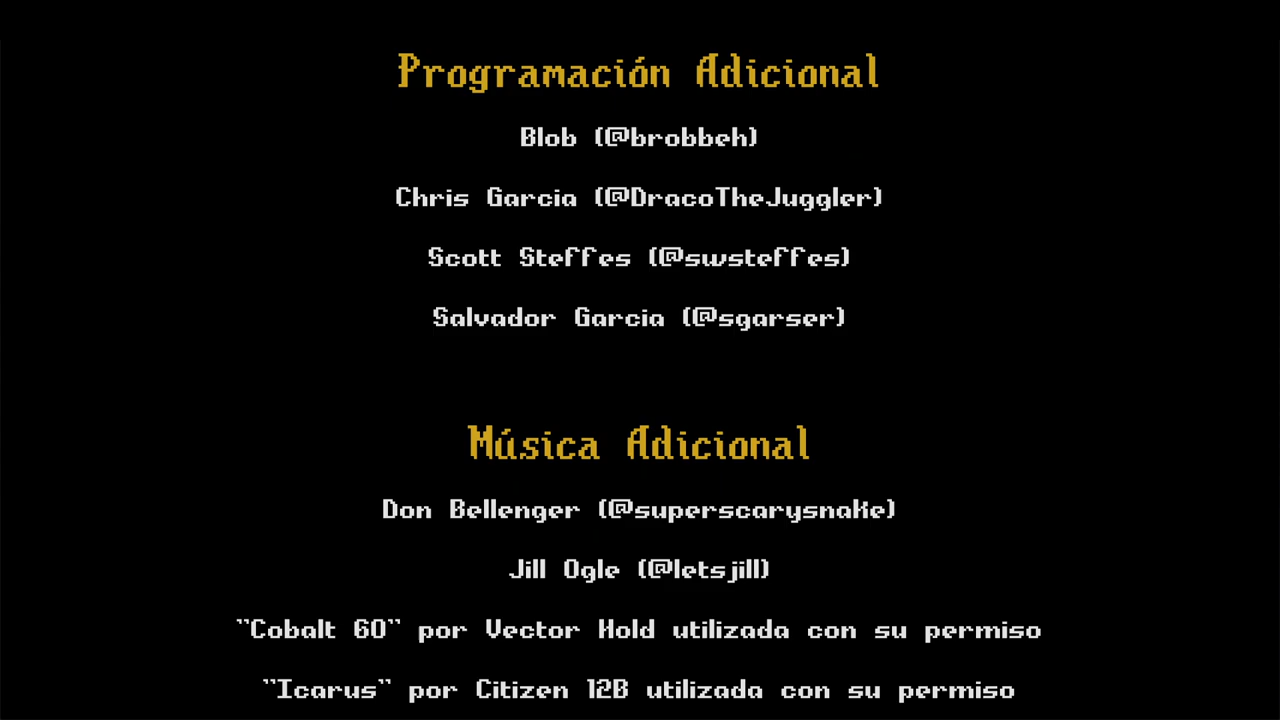 Programación Adicional
Blob (@brobbeh)
Chris Garcia (@DracoTheJuggler)
Scott Steffes (@swsteffes)
Salvador Garcia (@sgarser)
Música Adicional
Don Bellenger (@superscarysnake)
Jill Ogle (@letsjill)
"Cobalt 60" por Vector Hold utilizada con su permiso
"Icarus" por Citizen 12B utilizada con su permiso